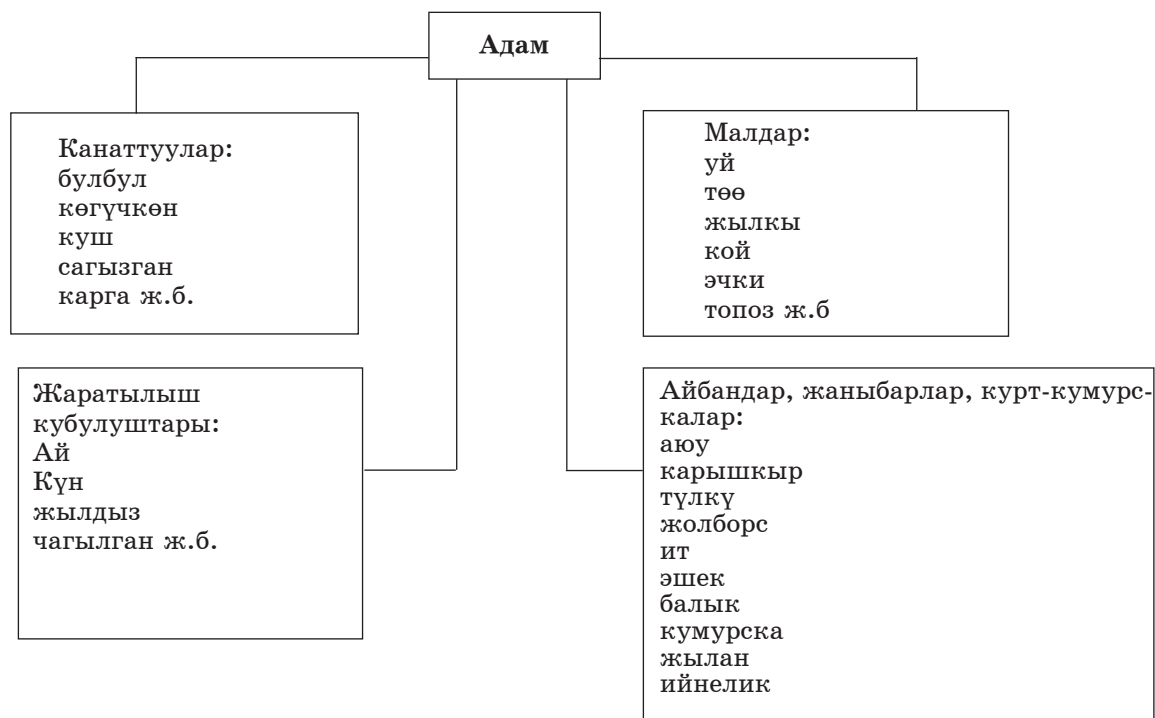 Адам
Канаттуулар:
булбул
көгүчкөн
куш
сагызган
карга ж.б.
Малдар:
уй
төө
жылкы
кой
эчки
топоз ж.б
Жаратылыш
кубулуштары:
Ай
Күн
жылдыз
чагылган ж.б.
Айбандар, жаныбарлар, курт-кумурс-
калар:
аюу
карышкыр
түлкү
жолборс
ит
эшек
балык
кумурска
жылан
ийнелик